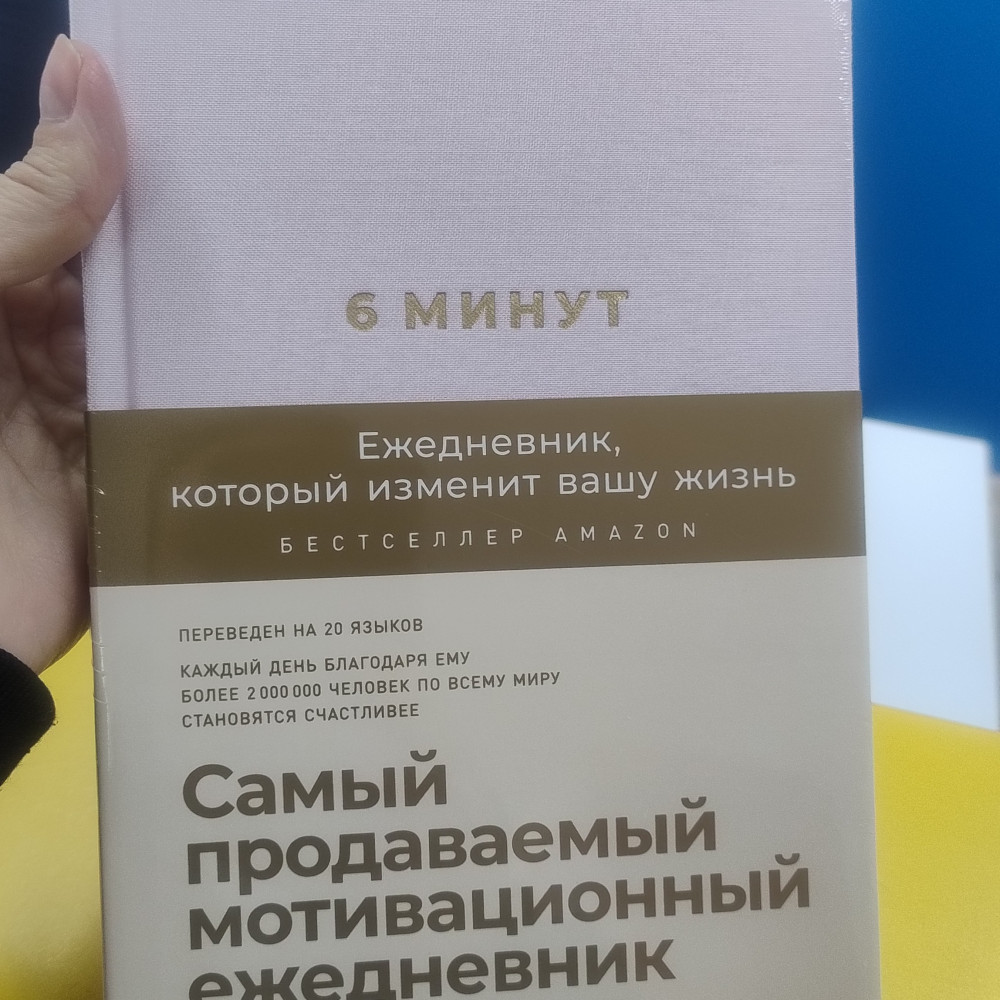 6 МИНУТ
Ежедневник,
который изменит вашу жизнь
БЕСТСЕЛЛЕР AMAZON
ПЕРЕВЕДЕН НА 20 ЯЗЫКОВ
КАЖДЫЙ ДЕНЬ БЛАГОДАРЯ ЕМУ
БОЛЕЕ 2 000 000 ЧЕЛОВЕК ПО ВСЕМУ МИРУ
СТАНОВЯТСЯ СЧАСТЛИВЕЕ
Самый
продаваемый
мотивационный
ежедневник